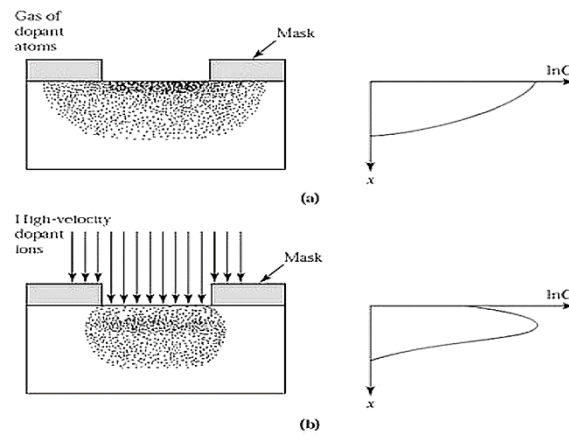 Gas of
dopant
atoms
Mask
lnC
x
(a)
High-velocity
dopant
ions
Mask
lnC
x
(b)